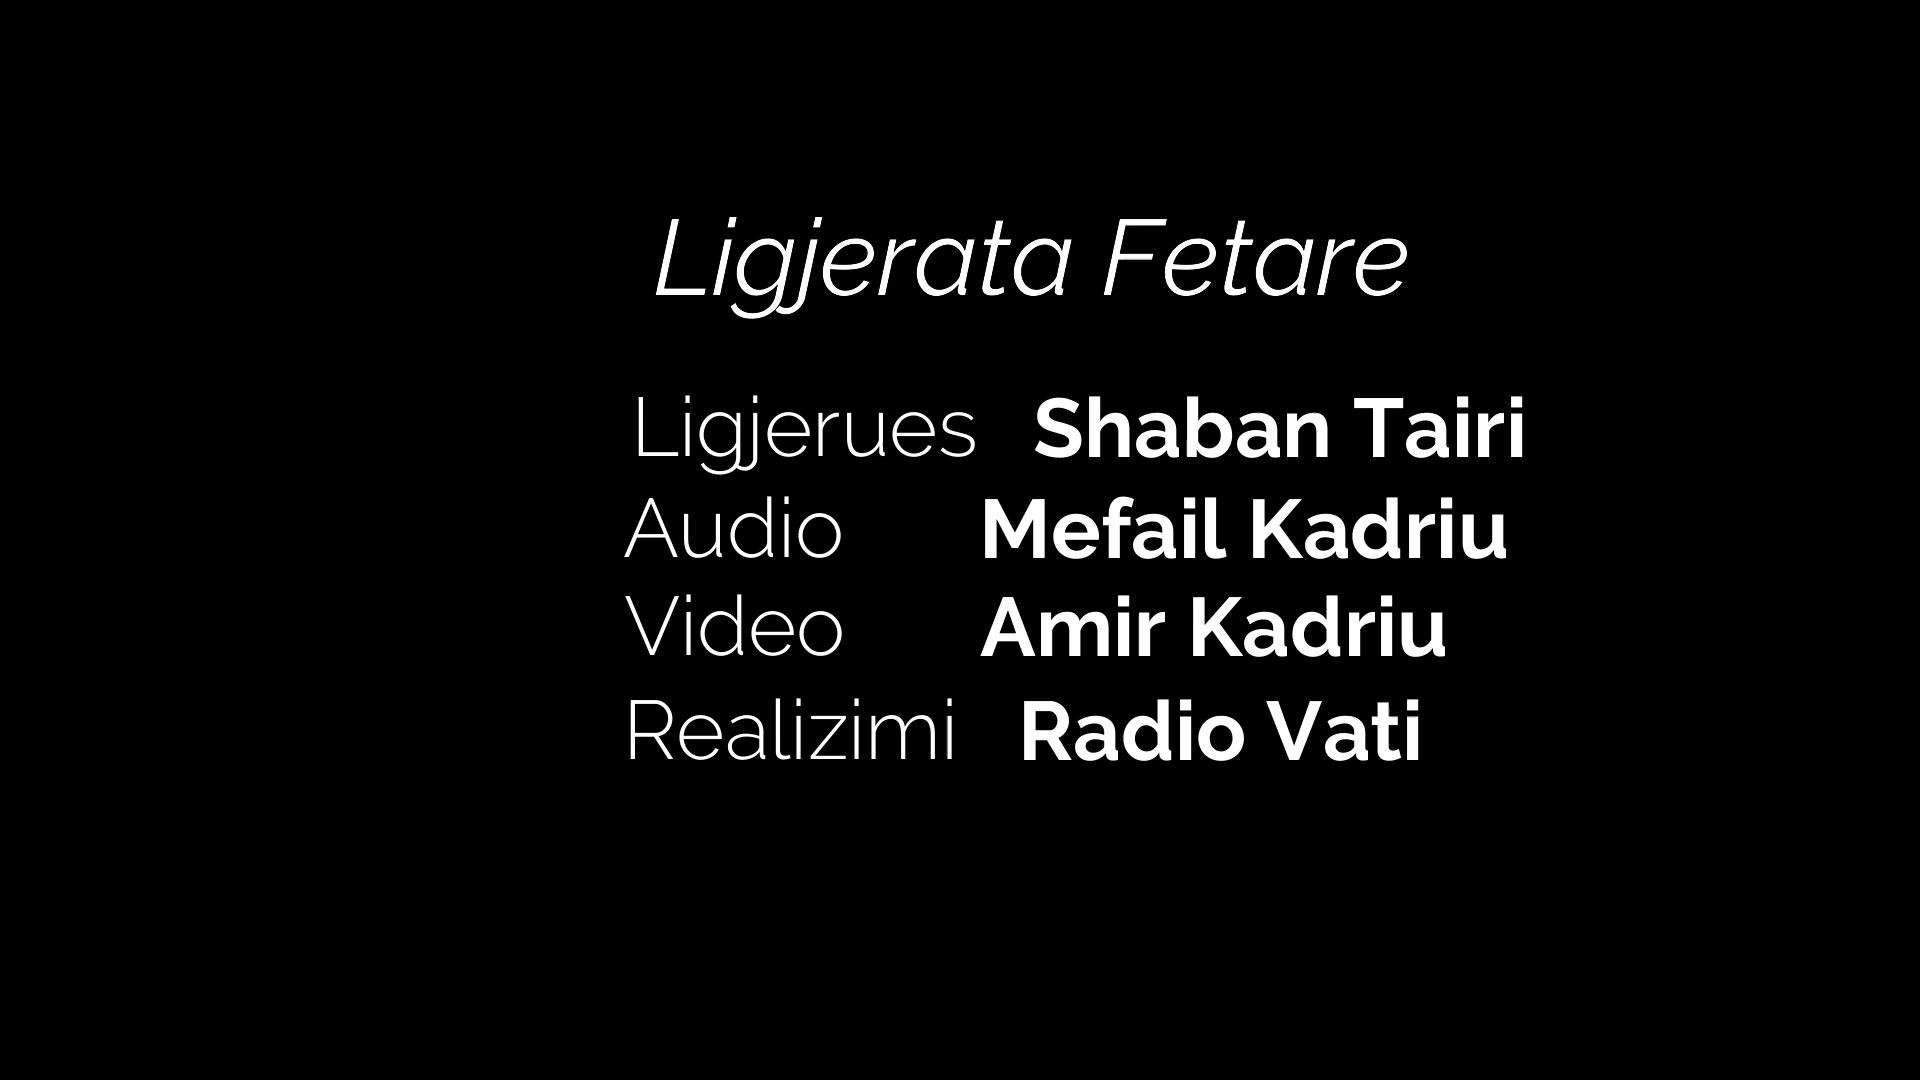 Ligjerata Fetare
Ligjerues Shaban Tairi
Audio Mefail Kadriu
Video Amir Kadriu
Realizimi Radio Vati